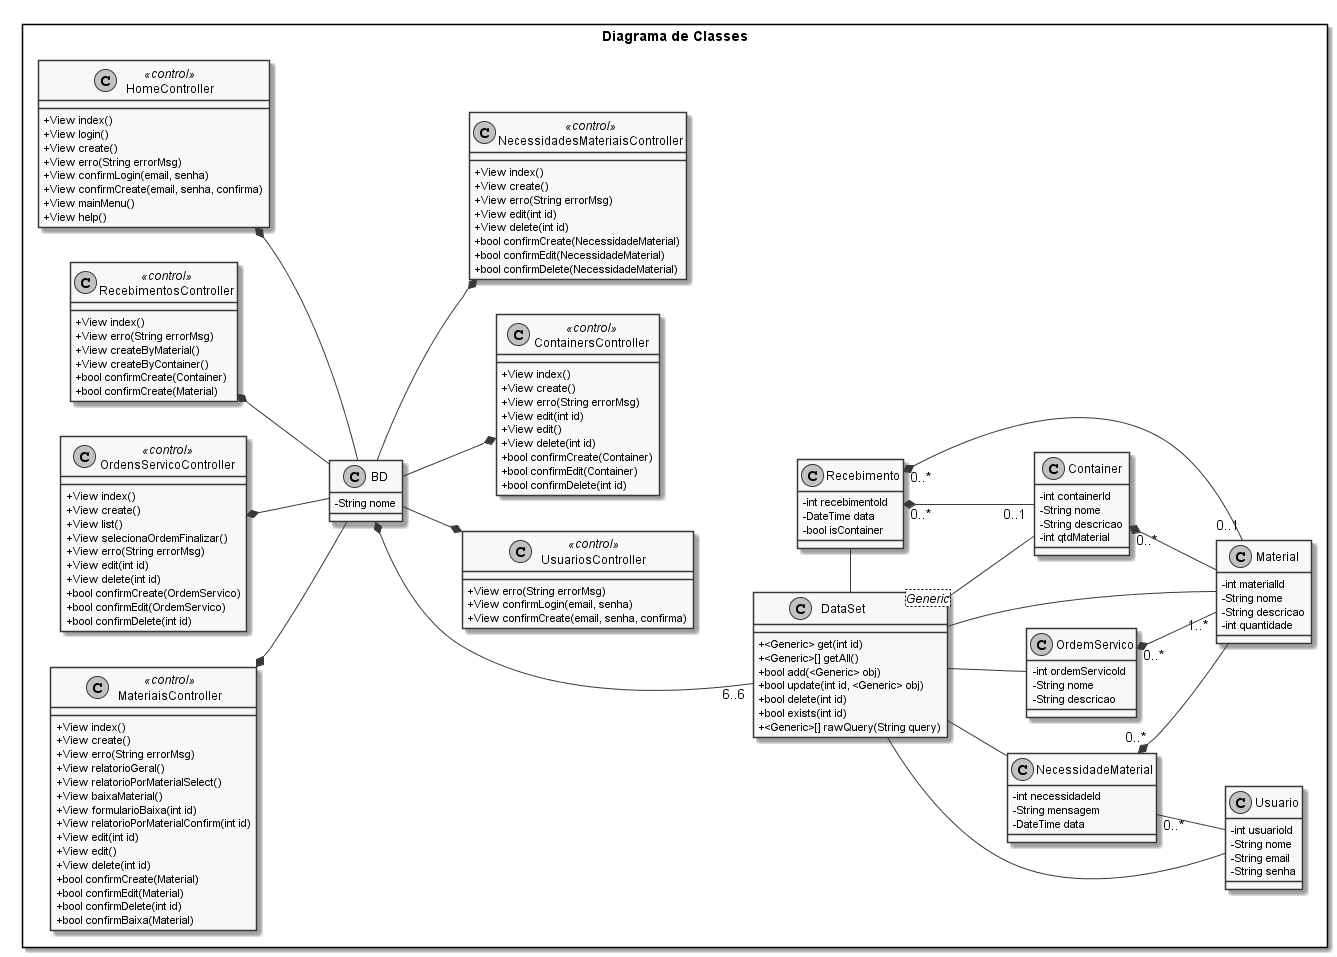 Diagrama de Classes
C
«control»
HomeController
+View index()
+View login()
+View create()
+View erro(String errorMsg)
+View confirmLogin(email, senha)
+View confirmCreate(email, senha, confirma)
+View mainMenu()
+View help()
C
«control»
NecessidadesMateriaisController
+View index()
+View create()
+View erro(String errorMsg)
+View edit(int id)
+View delete(int id)
+bool confirmCreate(NecessidadeMaterial)
+bool confirmEdit(NecessidadeMaterial)
+bool confirmDelete(NecessidadeMaterial)
C
«control»
RecebimentosController
+View index()
+View erro(String errorMsg)
+View createByMaterial()
+View createByContainer()
+bool confirmCreate(Container)
+bool confirmCreate(Material)
C
«control»
ContainersController
+View index()
+View create()
+View erro(String errorMsg)
+View edit(int id)
+View edit()
+View delete(int id)
+bool confirmCreate(Container)
+bool confirmEdit(Container)
+bool confirmDelete(int id)
C
«control»
OrdensServicoController
+View index()
+View create()
+View list()
+View selecionaOrdemFinalizar()
+View erro(String errorMsg)
+View edit(int id)
+View delete(int id)
+bool confirmCreate(OrdemServico)
+bool confirmEdit(OrdemServico)
+bool confirmDelete(int id)
C BD
-String nome
C
«control»
UsuariosController
+View erro(String errorMsg)
+View confirmLogin(email, senha)
+View confirmCreate(email, senha, confirma)
C
«control»
MateriaisController
+View index()
+View create()
+View erro(String errorMsg)
+View relatorioGeral()
+View relatorioPorMaterialSelect()
+View baixaMaterial()
+View formularioBaixa(int id)
+View relatorioPorMaterialConfirm(int id)
+View edit(int id)
+View edit()
+View delete(int id)
+bool confirmCreate(Material)
+bool confirmEdit(Material)
+bool confirmDelete(int id)
+bool confirmBaixa(Material)
C Recebimento
-int recebimentoId
-DateTime data
-bool isContainer
0..*
0..*
0..1
C Container
-int containerId
-String nome
-String descricao
-int qtdMaterial
0..*
0..1
C Material
-int materialId
-String nome
-String descricao
-int quantidade
Generic
C DataSet
+<Generic> get(int id)
+<Generic>[] getAll()
+bool add(<Generic> obj)
+bool update(int id, <Generic> obj)
+bool delete(int id)
+bool exists(int id)
+<Generic>[] rawQuery(String query)
6..6
1..*
C OrdemServico
-int ordemServicoId
-String nome
-String descricao
0..*
0..*
C NecessidadeMaterial
-int necessidadeId
-String mensagem
-DateTime data
0..*
C Usuario
-int usuarioId
-String nome
-String email
-String senha